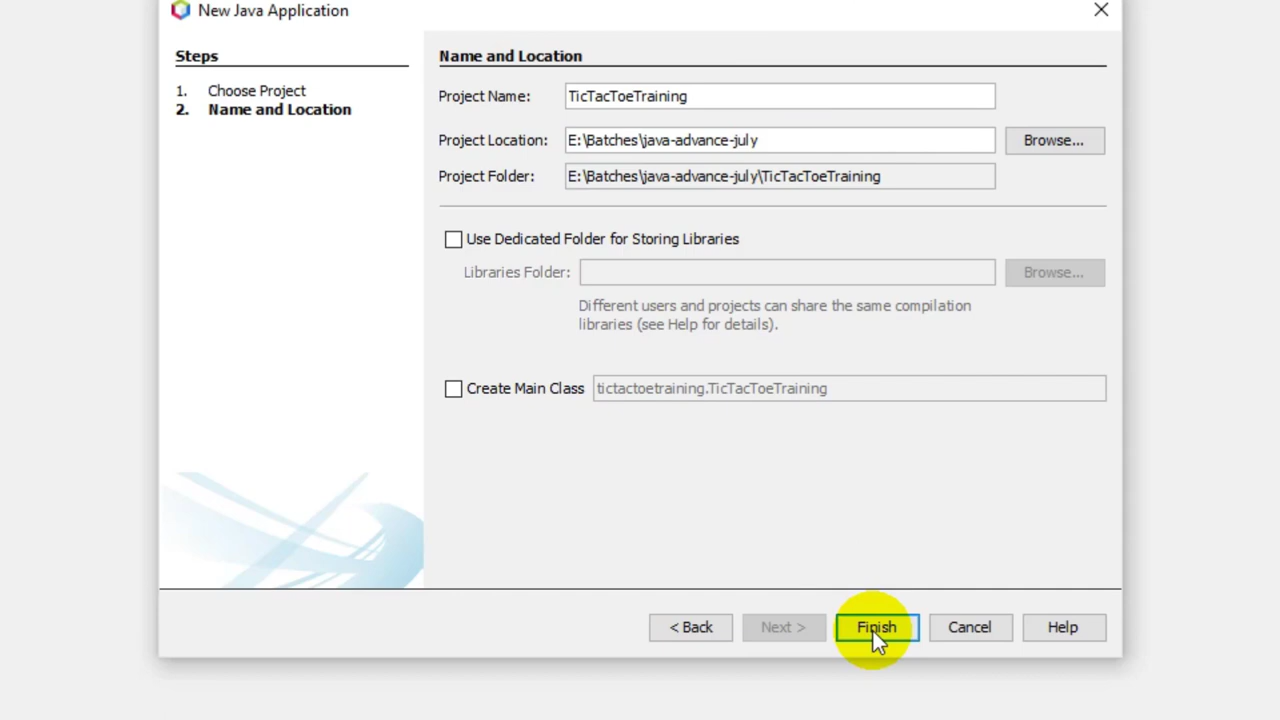 New Java Application
Steps
1. Choose Project
2. Name and Location
Name and Location
Project Name: TicTacToeTraining
Project Location: E:\Batches\java-advance-july Browse...
Project Folder: E:\Batches\java-advance-july\TicTacToeTraining
Use Dedicated Folder for Storing Libraries
Libraries Folder: Browse...
Different users and projects can share the same compilation
libraries (see Help for details).
Create Main Class tictactoetraining.TicTacToeTraining
< Back Next > Finish Cancel Help